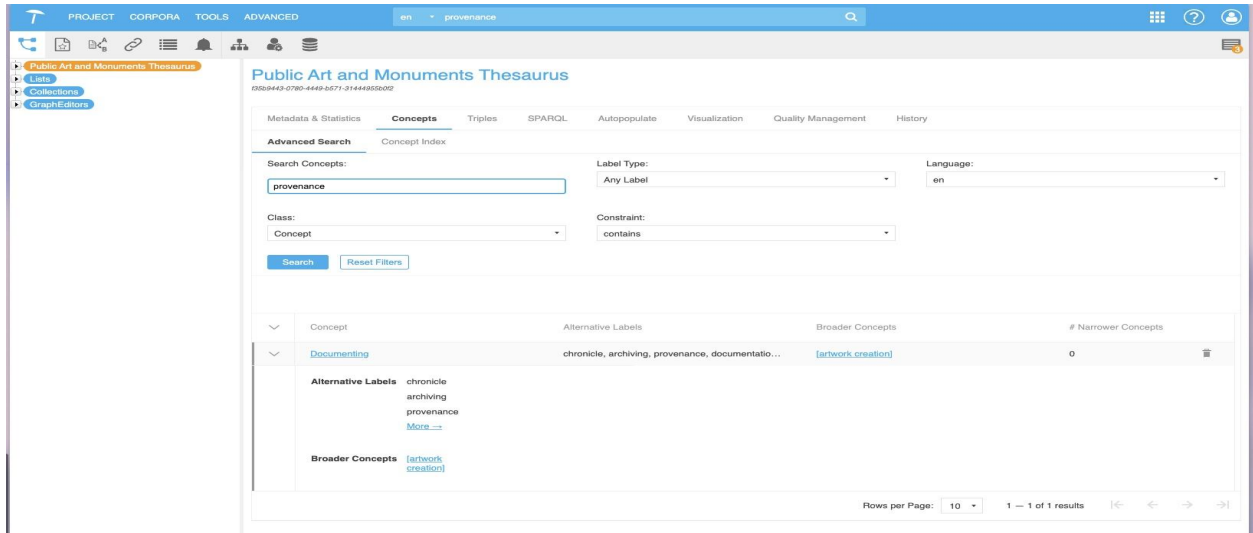 PROJECT CORPORA TOOLS ADVANCED en provenance
Public Art and Monuments Thesaurus
Lists
Collections
GraphEditors
Public Art and Monuments Thesaurus
f35b9443-0780-4449-b571-31444955b0f2
Metadata & Statistics Concepts Triples SPARQL Autopopulate Visualization Quality Management History
Advanced Search Concept Index
Search Concepts: Label Type: Language:
provenance Any Label en
Class: Constraint:
Concept contains
Search Reset Filters
Concept Alternative Labels Broader Concepts # Narrower Concepts
Documenting chronicle, archiving, provenance, documentatio... [artwork creation] 0
Alternative Labels chronicle
archiving
provenance
More →
Broader Concepts [artwork
creation]
Rows per Page: 10 1 — 1 of 1 results